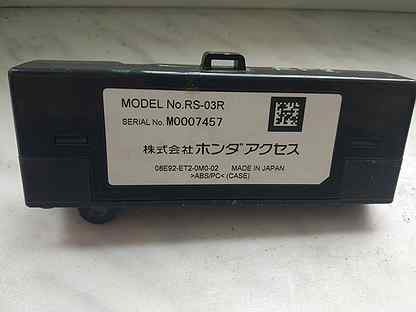 MODEL No.RS-03R
SERIAL No. M0007457
株式会社 ホンダアクセス
08E92-ET2-0M0-02 MADE IN JAPAN
>ABS/PC< (CASE)